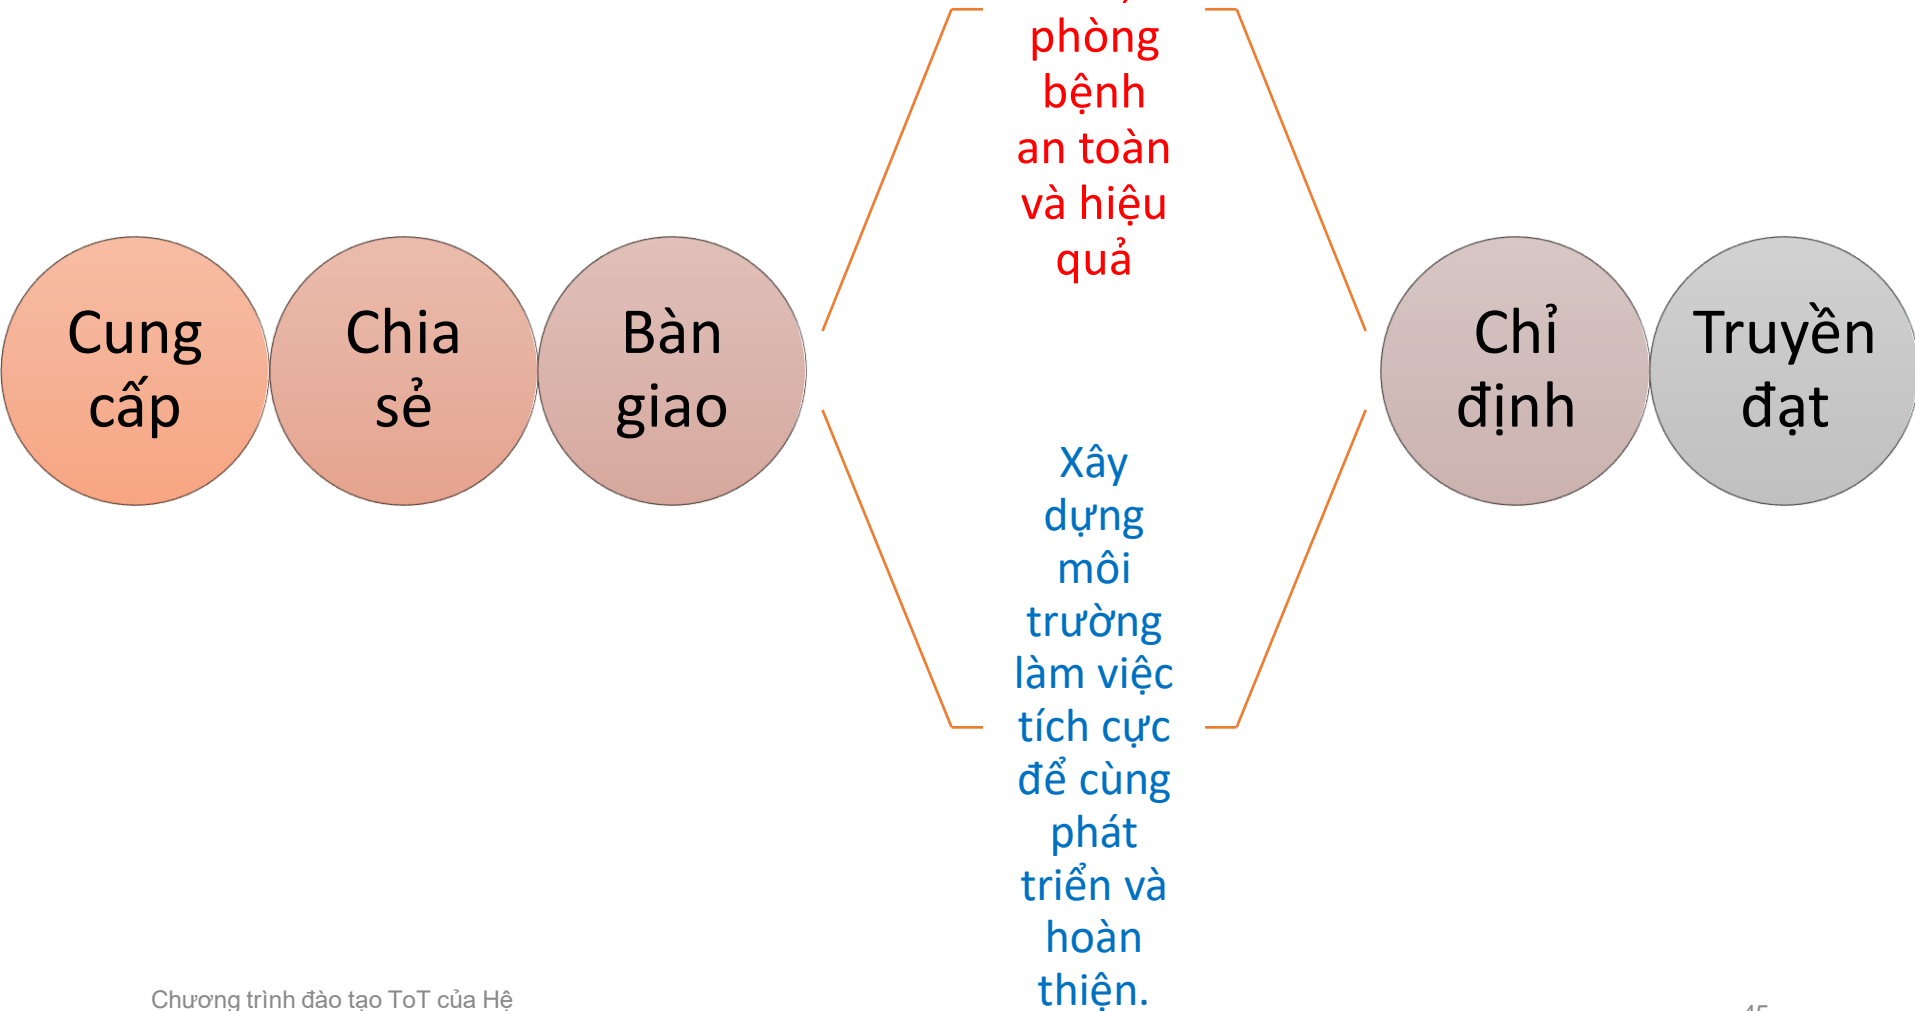 phòng
bệnh
an toàn
và hiệu
quả
Cung
cấp
Chia
sẻ
Bàn
giao
Chỉ
định
Truyền
đạt
Xây
dựng
môi
trường
làm việc
tích cực
để cùng
phát
triển và
hoàn
thiện.
Chương trình đào tạo ToT của Hệ
45